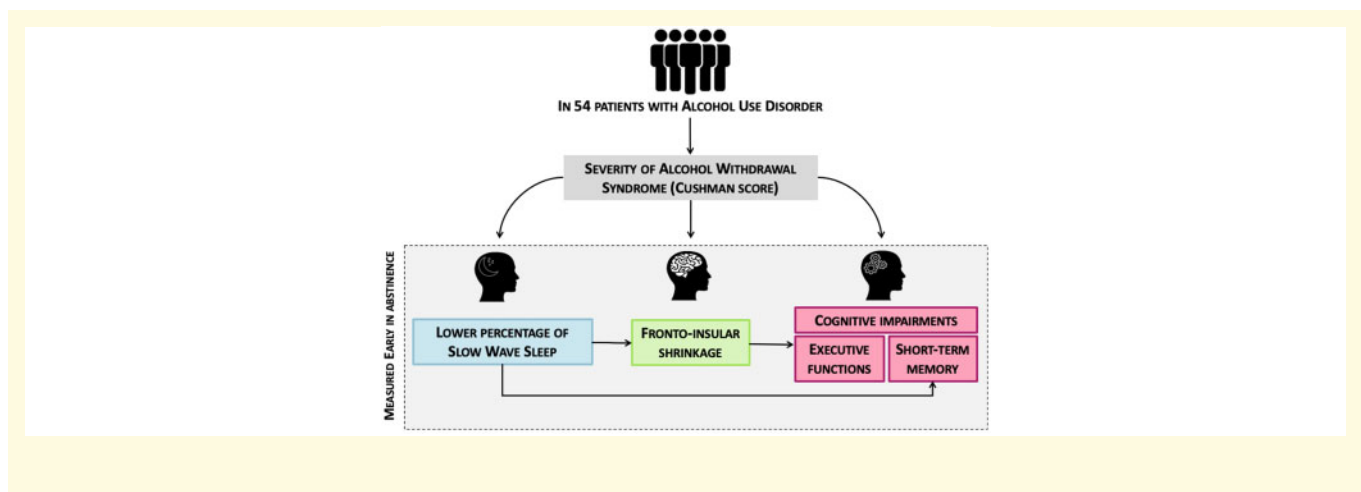 IN 54 PATIENTS WITH ALCOHOL USE DISORDER
SEVERITY OF ALCOHOL WITHDRAWAL
SYNDROME (CUSHMAN SCORE)
MEASURED EARLY IN ABSTINENCE
LOWER PERCENTAGE OF
SLOW WAVE SLEEP
FRONTO-INSULAR
SHRINKAGE
COGNITIVE IMPAIRMENTS
EXECUTIVE
FUNCTIONS
SHORT-TERM
MEMORY